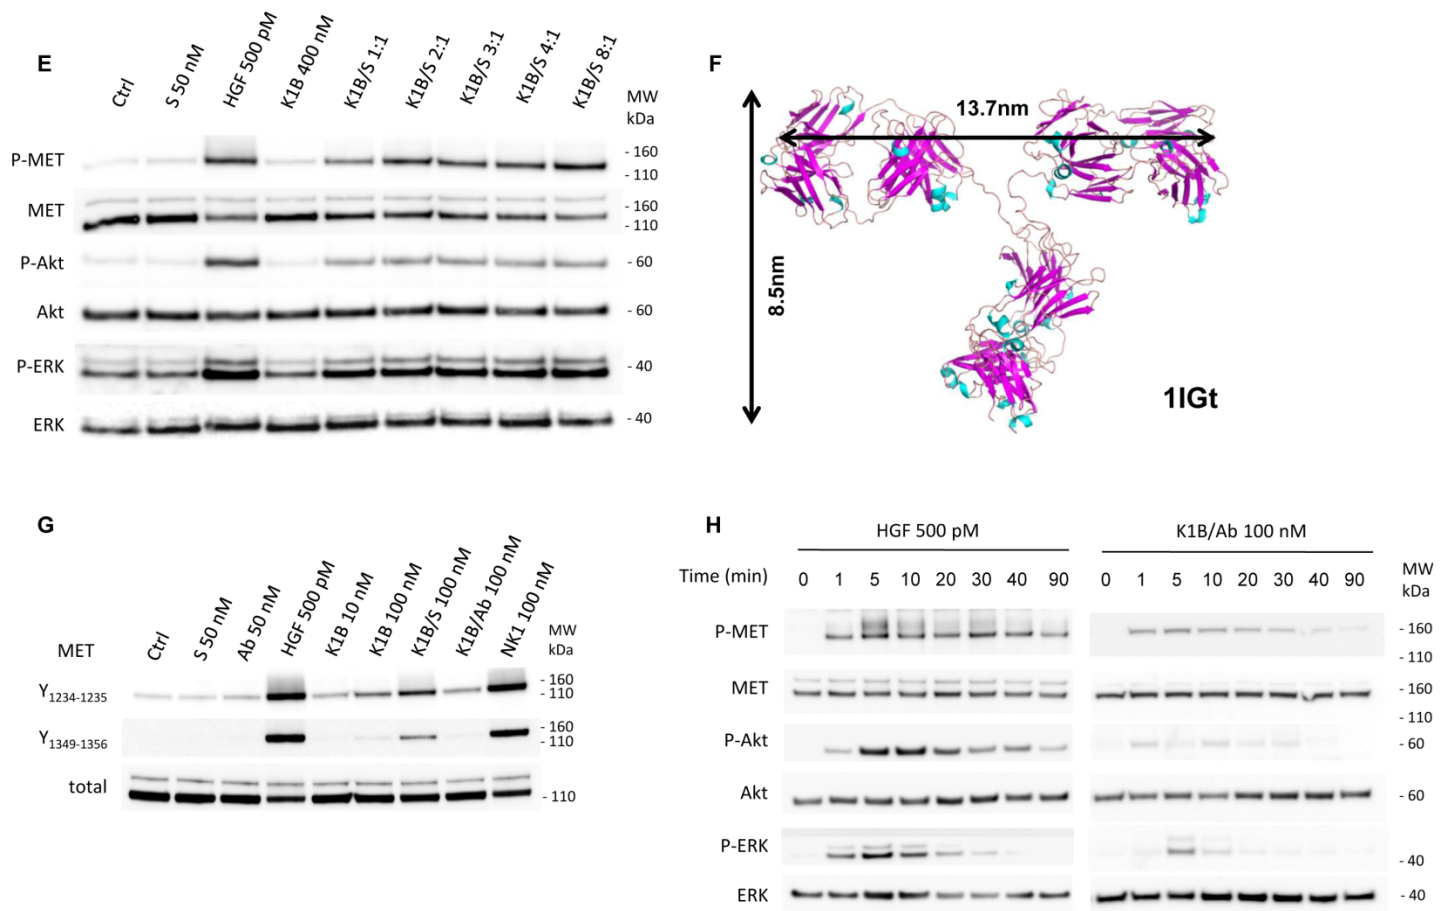 E
Ctrl
S 50 nM
HGF 500 pM
K1B 400 nM
K1B/S 1:1
K1B/S 2:1
K1B/S 3:1
K1B/S 4:1
K1B/S 8:1
MW
kDa
P-MET
- 160
- 110
MET
- 160
- 110
P-Akt
- 60
Akt
- 60
P-ERK
- 40
ERK
- 40
F
13.7nm
8.5nm
1IGt
G
MET
Ctrl
S 50 nM
Ab 50 nM
HGF 500 pM
K1B 10 nM
K1B 100 nM
K1B/S 100 nM
K1B/Ab 100 nM
NK1 100 nM
MW
kDa
Y1234-1235
- 160
- 110
Y1349-1356
- 160
- 110
total
- 110
H
HGF 500 pM
K1B/Ab 100 nM
Time (min) 0 1 5 10 20 30 40 90
0 1 5 10 20 30 40 90
MW
kDa
P-MET
- 160
- 110
MET
- 160
- 110
P-Akt
- 60
Akt
- 60
P-ERK
- 40
ERK
- 40